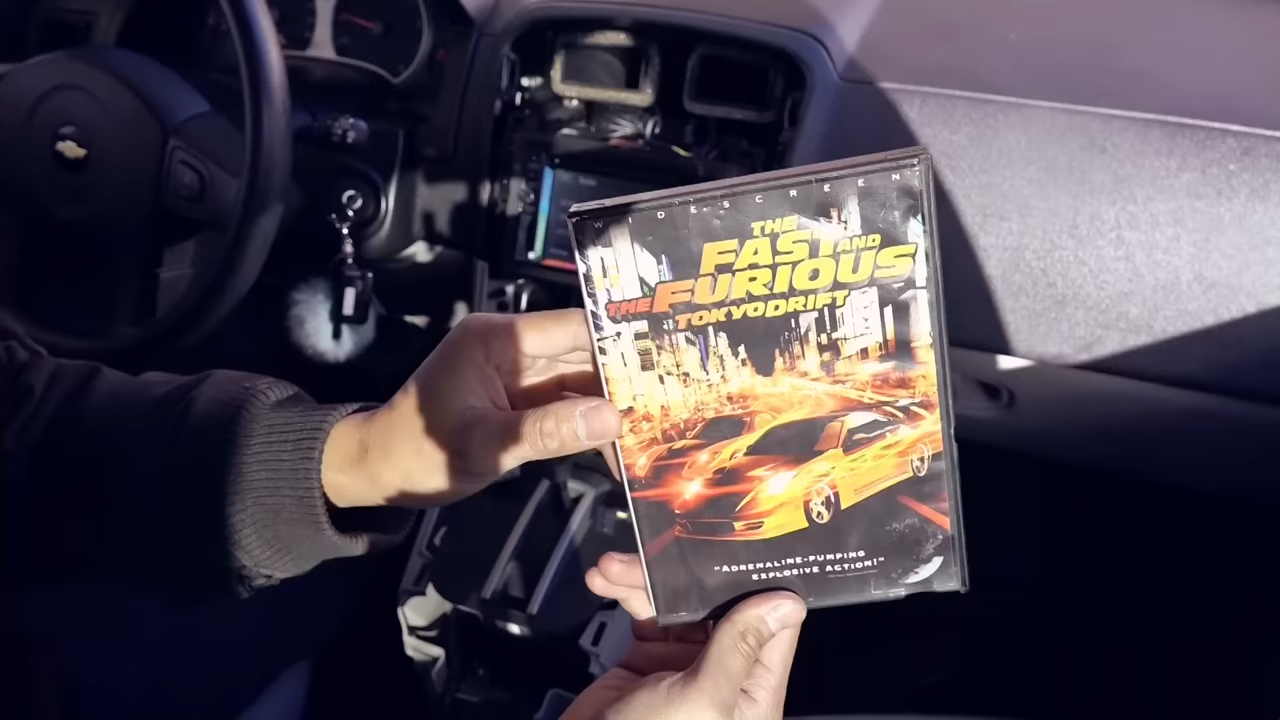 WIDESCREEN
THE
FAST AND
THE FURIOUS
TOKYO DRIFT
"ADRENALINE-PUMPING
EXPLOSIVE ACTION!"